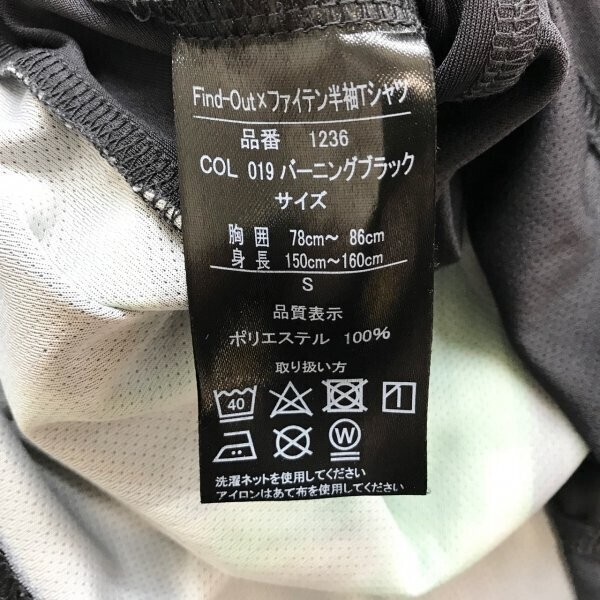 Find-Out×ファイテン半袖Tシャツ
品番 1236
COL 019 バーニングブラック
サイズ
胸囲 78cm～ 86cm
身長 150cm～160cm
S
品質表示
ポリエステル 100%
取り扱い方
40
W
洗濯ネットを使用してください
アイロンはあて布を使用してください